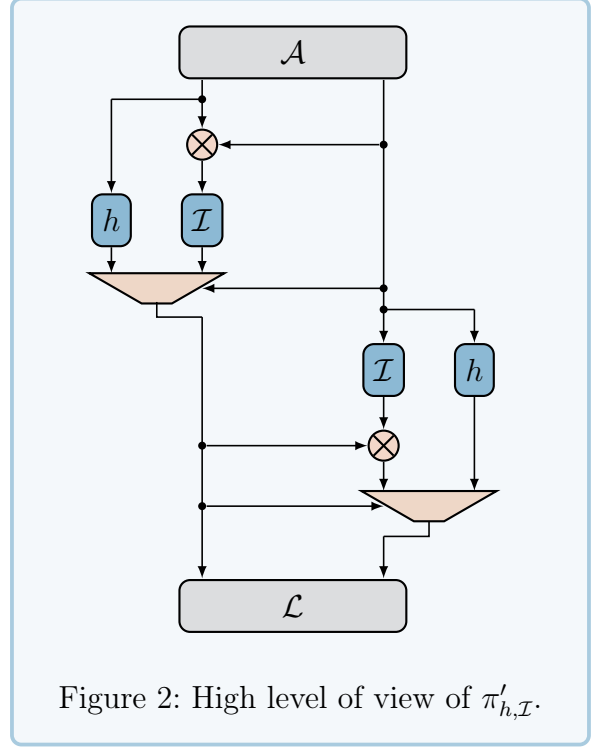 𝒜
h ℐ
ℐ h
ℒ
Figure 2: High level of view of π′ₕ,ℐ.